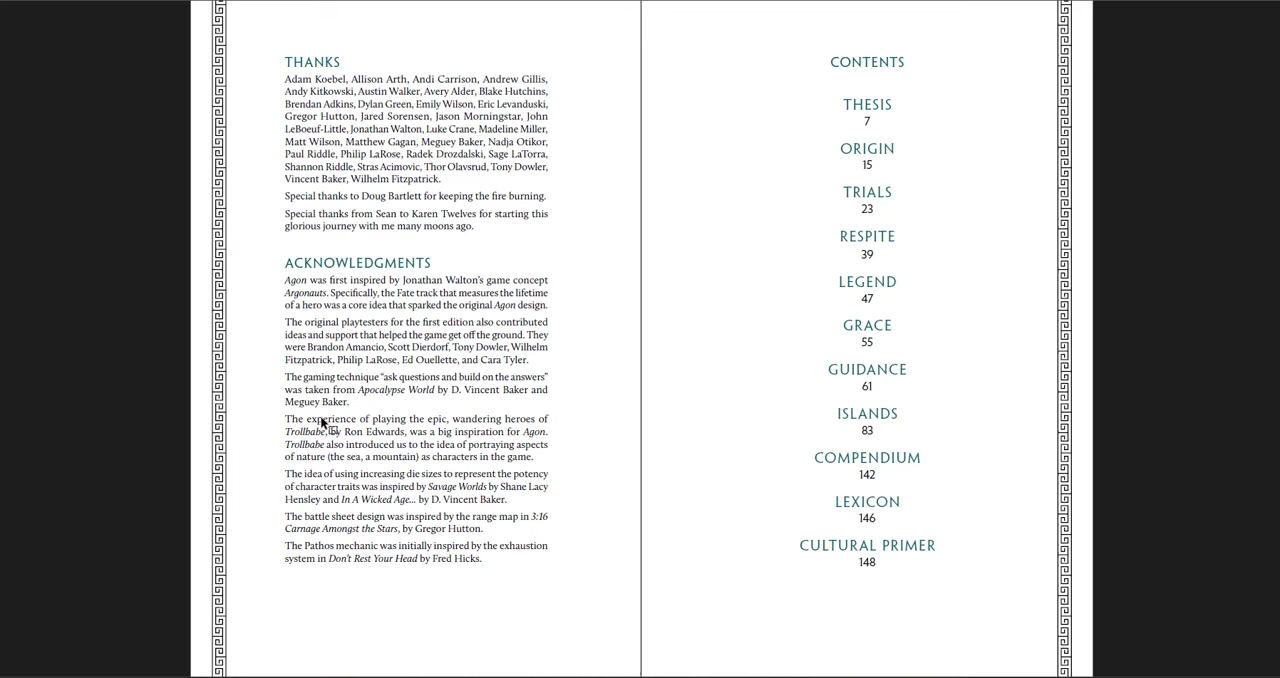 THANKS
Adam Koebel, Allison Arth, Andi Carrison, Andrew Gillis,
Andy Kitkowski, Austin Walker, Avery Alder, Blake Hutchins,
Brendan Adkins, Dylan Green, Emily Wilson, Eric Levanduski,
Gregor Hutton, Jared Sorensen, Jason Morningstar, John
LeBoeuf-Little, Jonathan Walton, Luke Crane, Madeline Miller,
Matt Wilson, Matthew Gagan, Meguey Baker, Nadja Otikor,
Paul Riddle, Philip LaRose, Radek Drozdalski, Sage LaTorra,
Shannon Riddle, Stras Acimovic, Thor Olavsrud, Tony Dowler,
Vincent Baker, Wilhelm Fitzpatrick.
Special thanks to Doug Bartlett for keeping the fire burning.
Special thanks from Sean to Karen Twelves for starting this
glorious journey with me many moons ago.
ACKNOWLEDGMENTS
Agon was first inspired by Jonathan Walton's game concept
Argonauts. Specifically, the Fate track that measures the lifetime
of a hero was a core idea that sparked the original Agon design.
The original playtesters for the first edition also contributed
ideas and support that helped the game get off the ground. They
were Brandon Amancio, Scott Dierdorf, Tony Dowler, Wilhelm
Fitzpatrick, Philip LaRose, Ed Ouellette, and Cara Tyler.
The gaming technique “ask questions and build on the answers”
was taken from Apocalypse World by D. Vincent Baker and
Meguey Baker.
The experience of playing the epic, wandering heroes of
Trollbabe, by Ron Edwards, was a big inspiration for Agon.
Trollbabe also introduced us to the idea of portraying aspects
of nature (the sea, a mountain) as characters in the game.
The idea of using increasing die sizes to represent the potency
of character traits was inspired by Savage Worlds by Shane Lacy
Hensley and In A Wicked Age... by D. Vincent Baker.
The battle sheet design was inspired by the range map in 3:16
Carnage Amongst the Stars, by Gregor Hutton.
The Pathos mechanic was initially inspired by the exhaustion
system in Don't Rest Your Head by Fred Hicks.
CONTENTS
THESIS
7
ORIGIN
15
TRIALS
23
RESPITE
39
LEGEND
47
GRACE
55
GUIDANCE
61
ISLANDS
83
COMPENDIUM
142
LEXICON
146
CULTURAL PRIMER
148